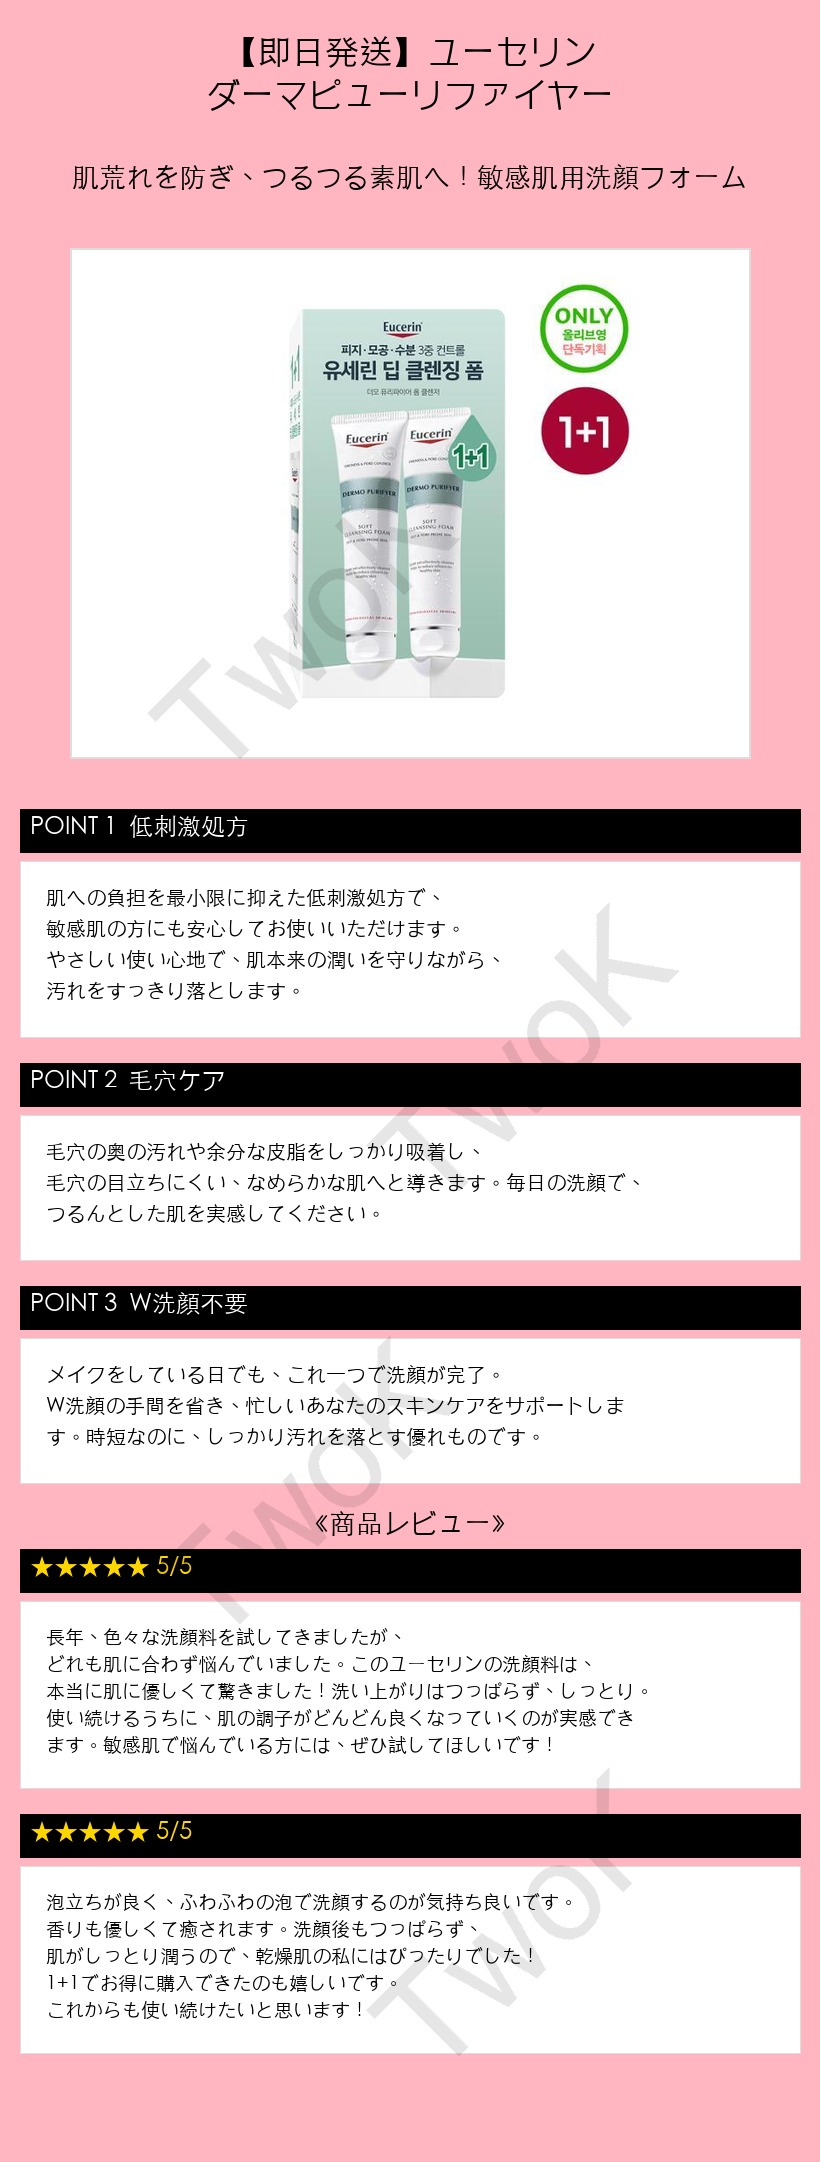 【即日発送】ユーセリン
ダーマピューリファイヤー
肌荒れを防ぎ、つるつる素肌へ！敏感肌用洗顔フォーム
Eucerin
피지·모공·수분 3중 컨트롤
유세린 딥 클렌징 폼
더모 퓨리파이어 폼 클렌저
1+1
Eucerin
DERMO PURIFYER
SOFT
CLEANSING FOAM
Eucerin
DERMO PURIFYER
SOFT
CLEANSING FOAM
1+1
ONLY
올리브영
단독기획
1+1
TwoK
POINT 1 低刺激処方
肌への負担を最小限に抑えた低刺激処方で、
敏感肌の方にも安心してお使いいただけます。
やさしい使い心地で、肌本来の潤いを守りながら、
汚れをすっきり落とします。
TwoK
POINT 2 毛穴ケア
毛穴の奥の汚れや余分な皮脂をしっかり吸着し、
毛穴の目立ちにくい、なめらかな肌へと導きます。毎日の洗顔で、
つるんとした肌を実感してください。
POINT 3 W洗顔不要
メイクをしている日でも、これ一つで洗顔が完了。
W洗顔の手間を省き、忙しいあなたのスキンケアをサポートしま
す。時短なのに、しっかり汚れを落とす優れものです。
TwoK
《商品レビュー》
★★★★★ 5/5
長年、色々な洗顔料を試してきましたが、
どれも肌に合わず悩んでいました。このユーセリンの洗顔料は、
本当に肌に優しくて驚きました！洗い上がりはつっぱらず、しっとり。
使い続けるうちに、肌の調子がどんどん良くなっていくのが実感でき
ます。敏感肌で悩んでいる方には、ぜひ試してほしいです！
★★★★★ 5/5
泡立ちが良く、ふわふわの泡で洗顔するのが気持ち良いです。
香りも優しくて癒されます。洗顔後もつっぱらず、
肌がしっとり潤うので、乾燥肌の私にはぴったりでした！
1+1でお得に購入できたのも嬉しいです。
これからも使い続けたいと思います！
TwoK